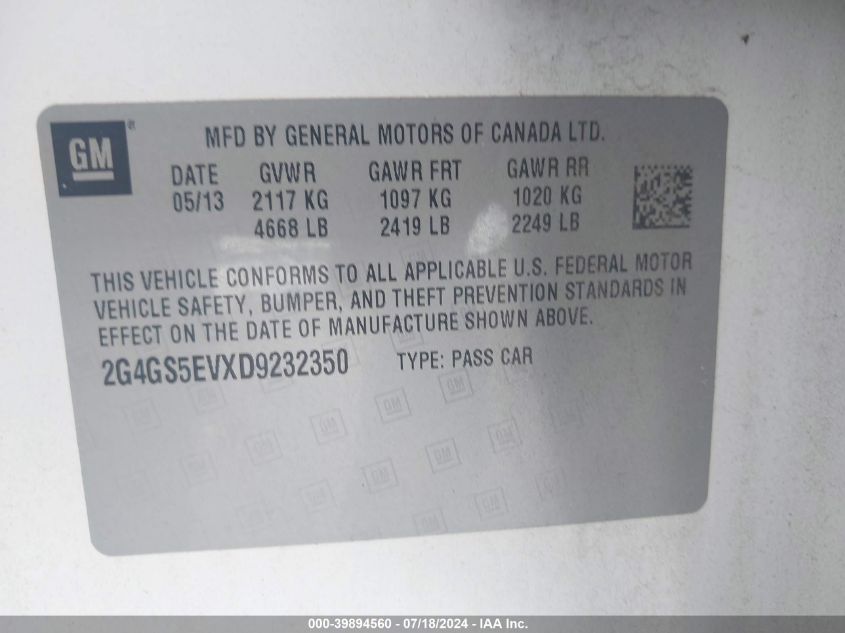 GM®
MFD BY GENERAL MOTORS OF CANADA LTD.
DATE GVWR GAWR FRT GAWR RR
05/13 2117 KG 1097 KG 1020 KG
4668 LB 2419 LB 2249 LB
THIS VEHICLE CONFORMS TO ALL APPLICABLE U.S. FEDERAL MOTOR
VEHICLE SAFETY, BUMPER, AND THEFT PREVENTION STANDARDS IN
EFFECT ON THE DATE OF MANUFACTURE SHOWN ABOVE.
2G4GS5EVXD9232350 TYPE: PASS CAR
000-39894560 - 07/18/2024 - IAA Inc.